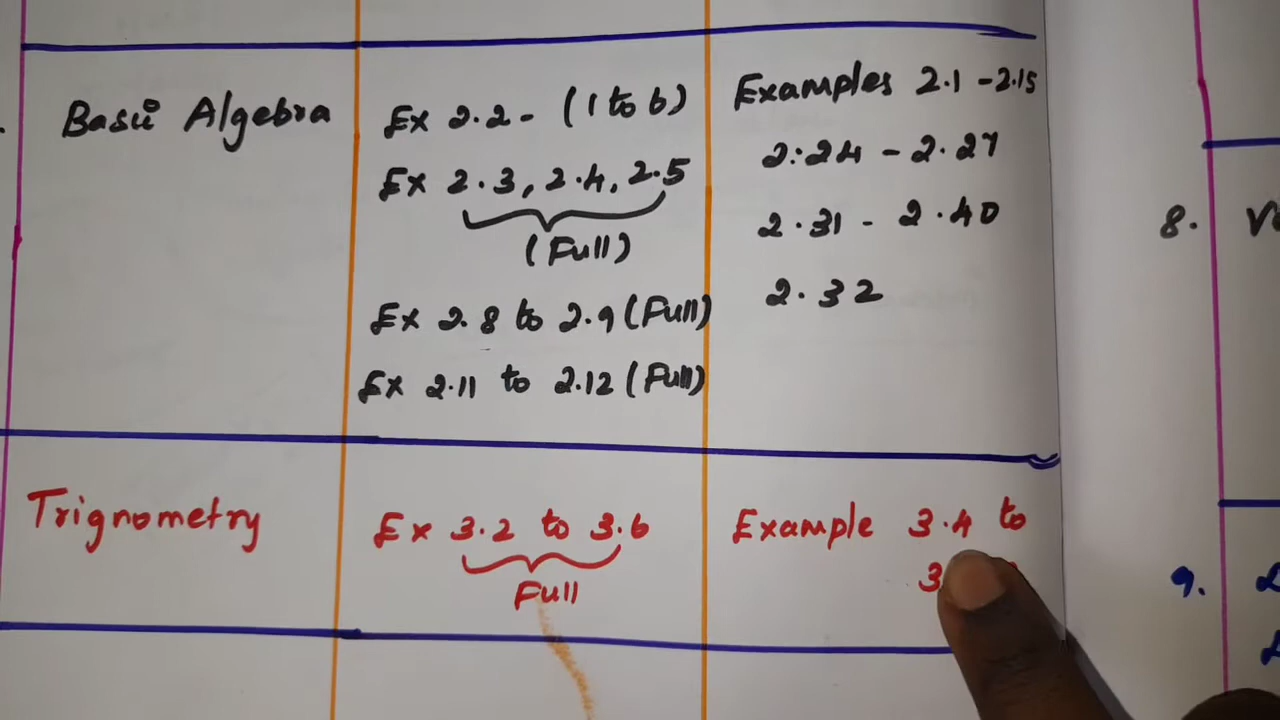 Basic Algebra
Ex 2.2 - (1 to 6)
Ex 2.3, 2.4, 2.5
(Full)
Ex 2.8 to 2.9 (Full)
Ex 2.11 to 2.12 (Full)
Examples 2.1 - 2.15
2.24 - 2.27
2.31 - 2.40
2.32
Trignometry
Ex 3.2 to 3.6
Full
Example 3.4 to
3
8.
9.